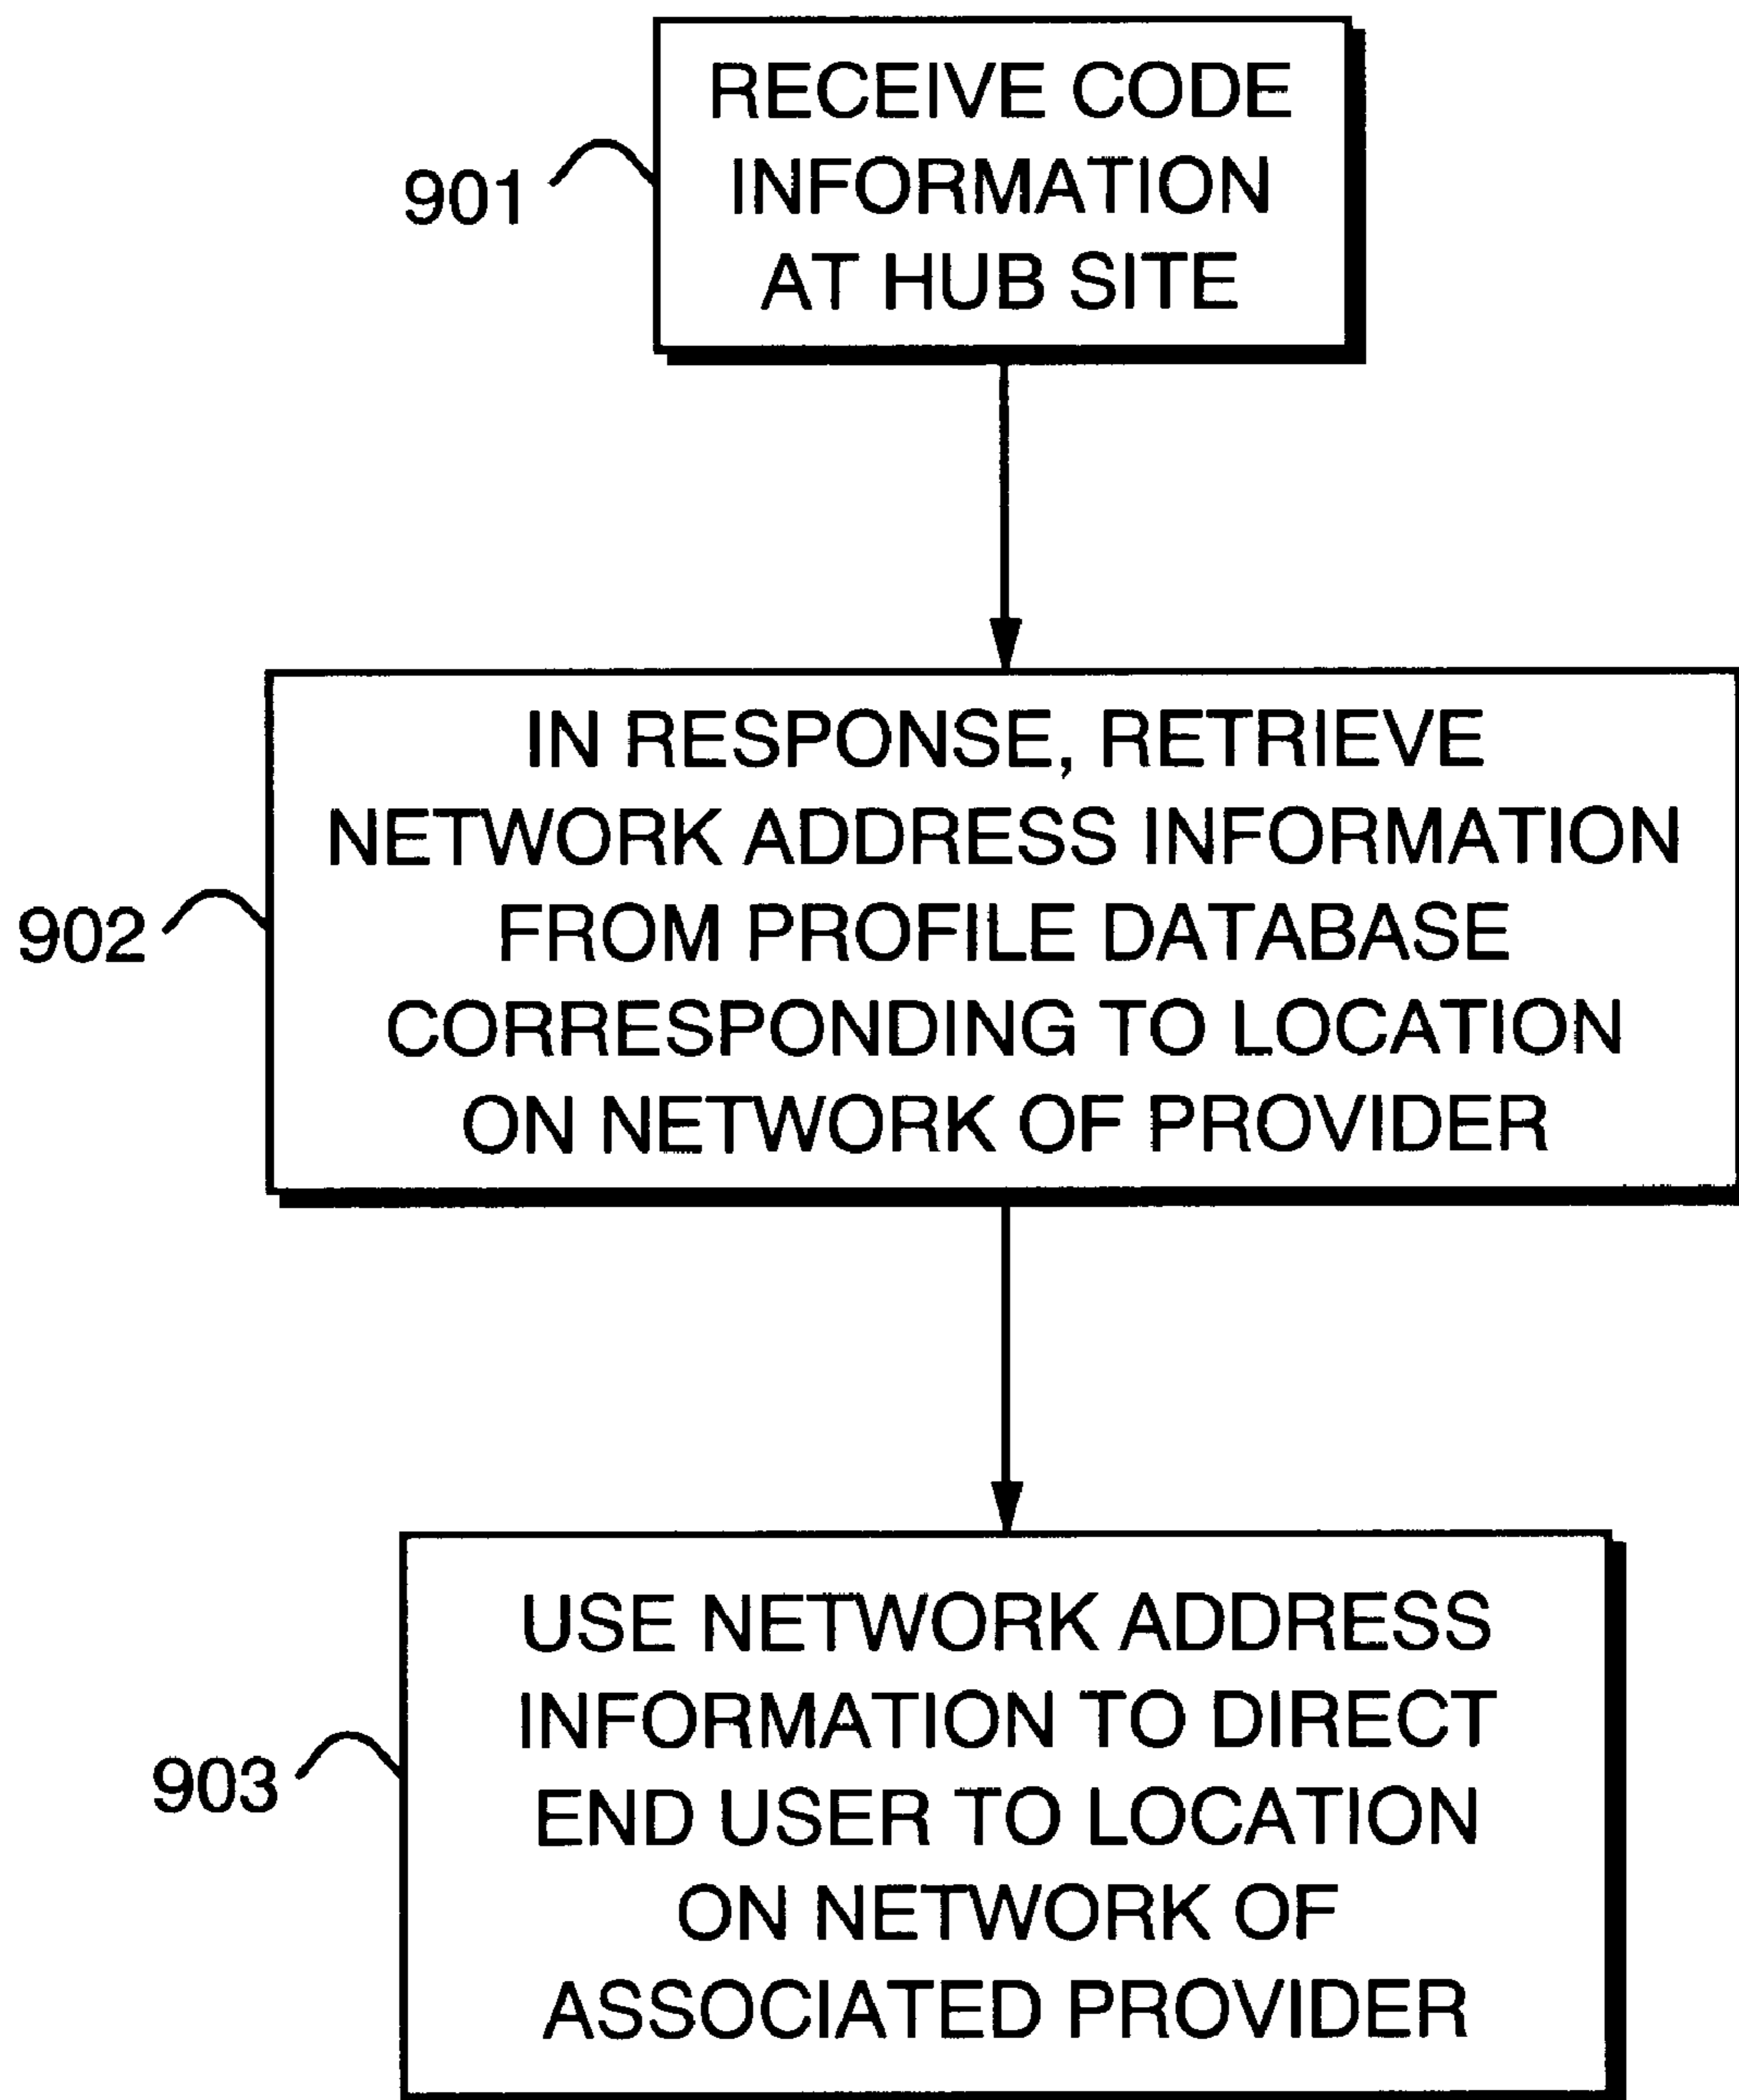 RECEIVE CODE
INFORMATION
AT HUB SITE
901
IN RESPONSE, RETRIEVE
NETWORK ADDRESS INFORMATION
FROM PROFILE DATABASE
CORRESPONDING TO LOCATION
ON NETWORK OF PROVIDER
902
USE NETWORK ADDRESS
INFORMATION TO DIRECT
END USER TO LOCATION
ON NETWORK OF
ASSOCIATED PROVIDER
903